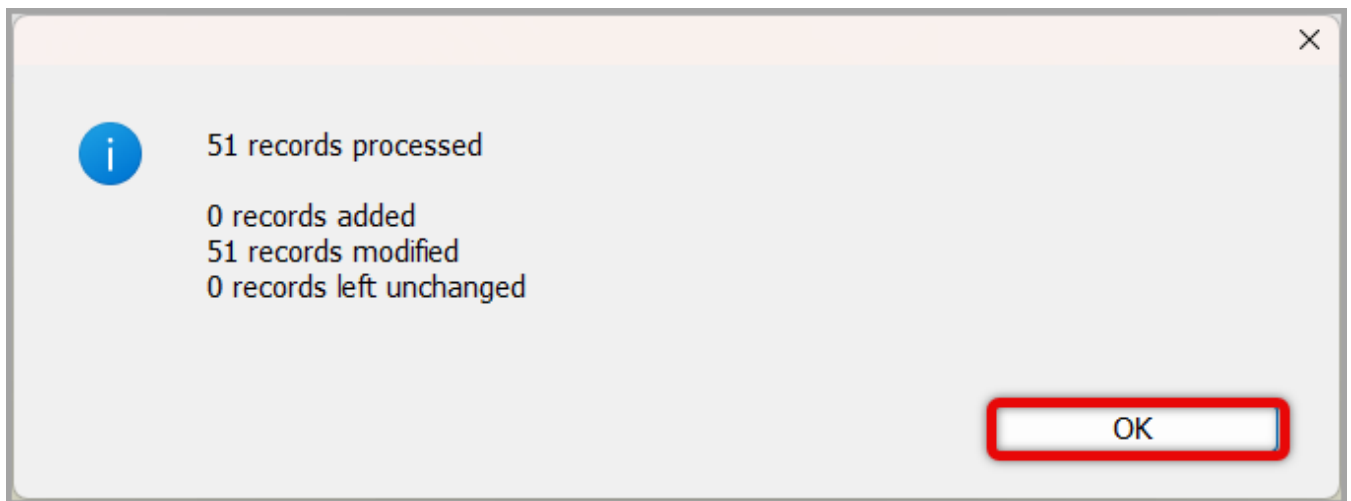 51 records processed
0 records added
51 records modified
0 records left unchanged
OK